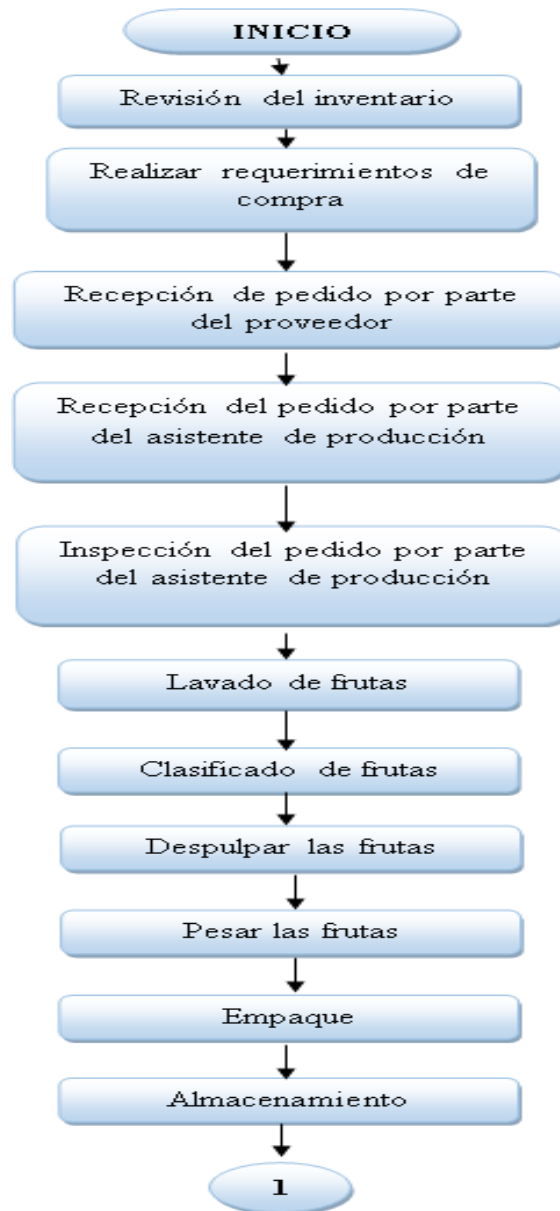 INICIO
Revisión del inventario
Realizar requerimientos de
compra
Recepción de pedido por parte
del proveedor
Recepción del pedido por parte
del asistente de producción
Inspección del pedido por parte
del asistente de producción
Lavado de frutas
Clasificado de frutas
Despulpar las frutas
Pesar las frutas
Empaque
Almacenamiento
1